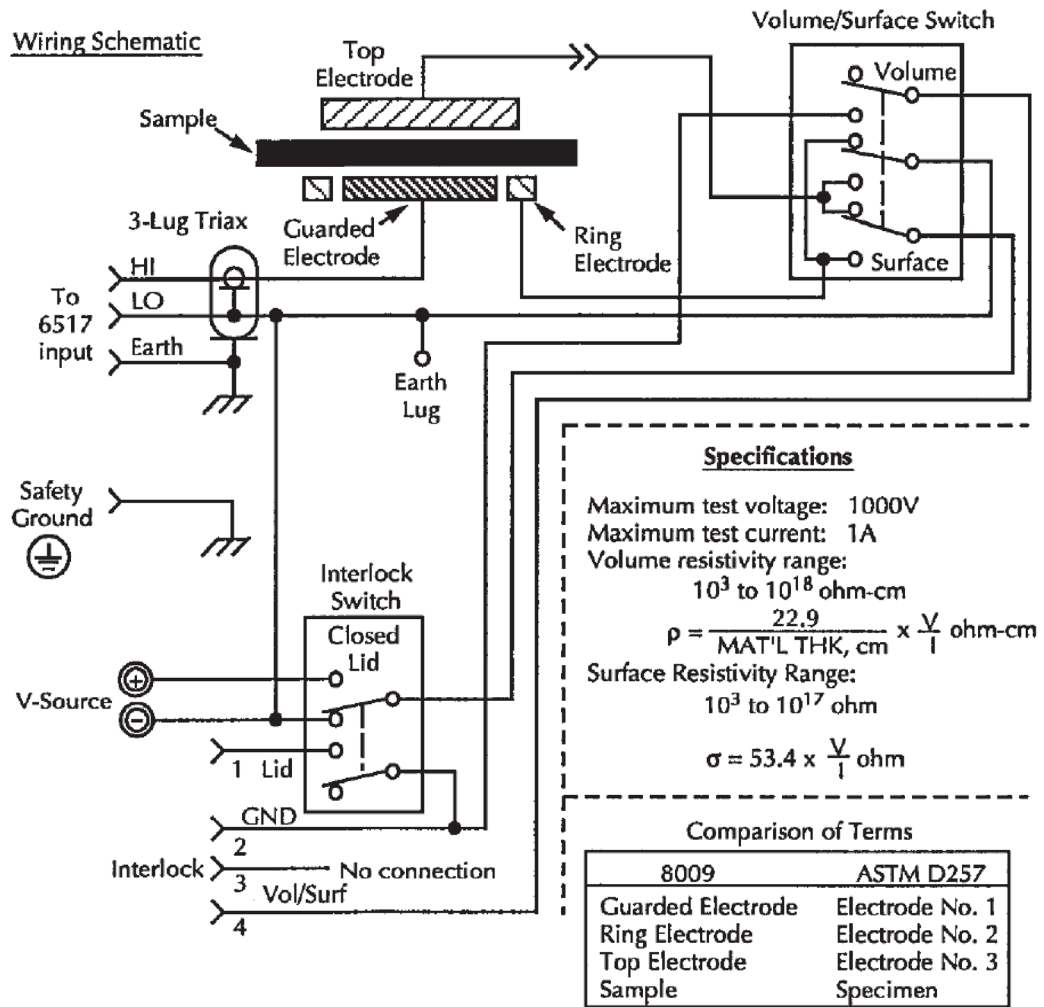 Wiring Schematic
Volume/Surface Switch
Top
Electrode
Volume
Sample
3-Lug Triax
Guarded
Electrode
Ring
Electrode
Surface
HI
To
6517
input
LO
Earth
Earth
Lug
Safety
Ground
Specifications
Maximum test voltage: 1000V
Maximum test current: 1A
Volume resistivity range:
10³ to 10¹⁸ ohm-cm
ρ = 22.9 / MAT'L THK, cm x V/I ohm-cm
Surface Resistivity Range:
10³ to 10¹⁷ ohm
σ = 53.4 x V/I ohm
Interlock
Switch
Closed
Lid
V-Source
+
−
1 Lid
GND
2
Interlock
3
No connection
Vol/Surf
4
Comparison of Terms
8009 ASTM D257
Guarded Electrode Electrode No. 1
Ring Electrode Electrode No. 2
Top Electrode Electrode No. 3
Sample Specimen